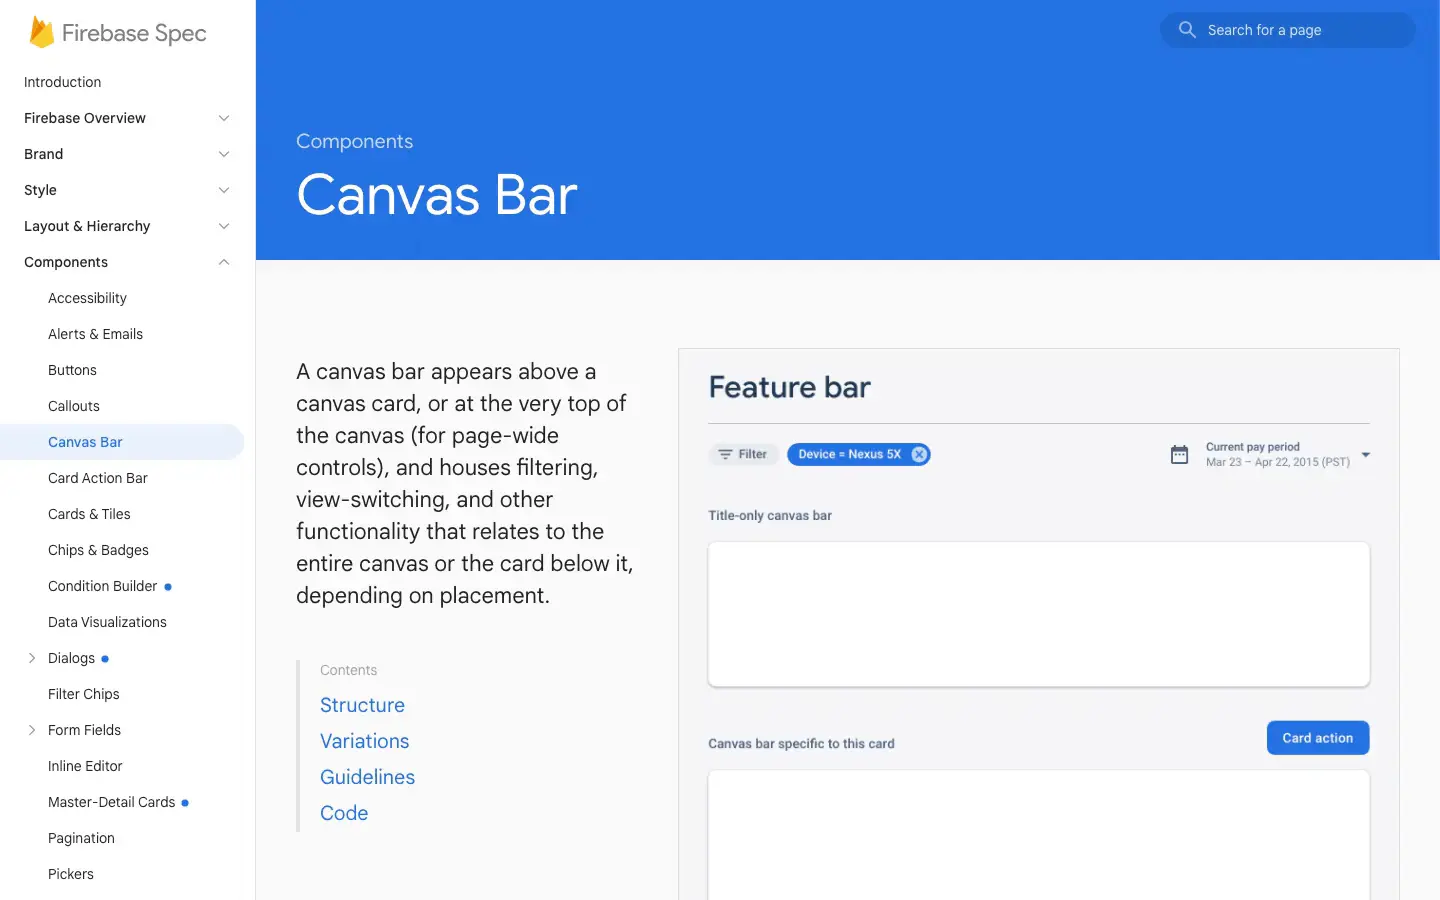 Firebase Spec
Introduction
Firebase Overview
Brand
Style
Layout & Hierarchy
Components
Accessibility
Alerts & Emails
Buttons
Callouts
Canvas Bar
Card Action Bar
Cards & Tiles
Chips & Badges
Condition Builder
Data Visualizations
Dialogs
Filter Chips
Form Fields
Inline Editor
Master-Detail Cards
Pagination
Pickers
Search for a page
Components
Canvas Bar
A canvas bar appears above a
canvas card, or at the very top of
the canvas (for page-wide
controls), and houses filtering,
view-switching, and other
functionality that relates to the
entire canvas or the card below it,
depending on placement.
Contents
Structure
Variations
Guidelines
Code
Feature bar
Filter
Device = Nexus 5X
Current pay period
Mar 23 – Apr 22, 2015 (PST)
Title-only canvas bar
Canvas bar specific to this card
Card action